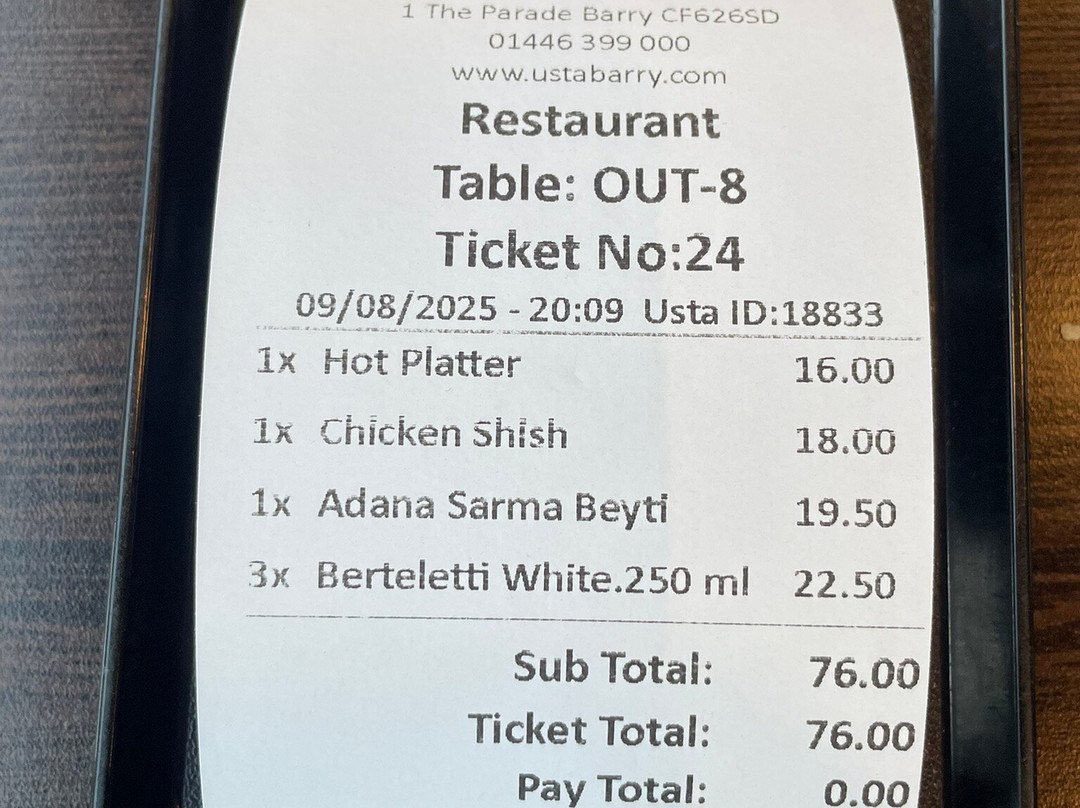 1 The Parade Barry CF626SD
01446 399 000
www.ustabarry.com
Restaurant
Table: OUT-8
Ticket No:24
09/08/2025 - 20:09 Usta ID:18833
1x Hot Platter 16.00
1x Chicken Shish 18.00
1x Adana Sarma Beyti 19.50
3x Berteletti White.250 ml 22.50
Sub Total: 76.00
Ticket Total: 76.00
Pay Total: 0.00